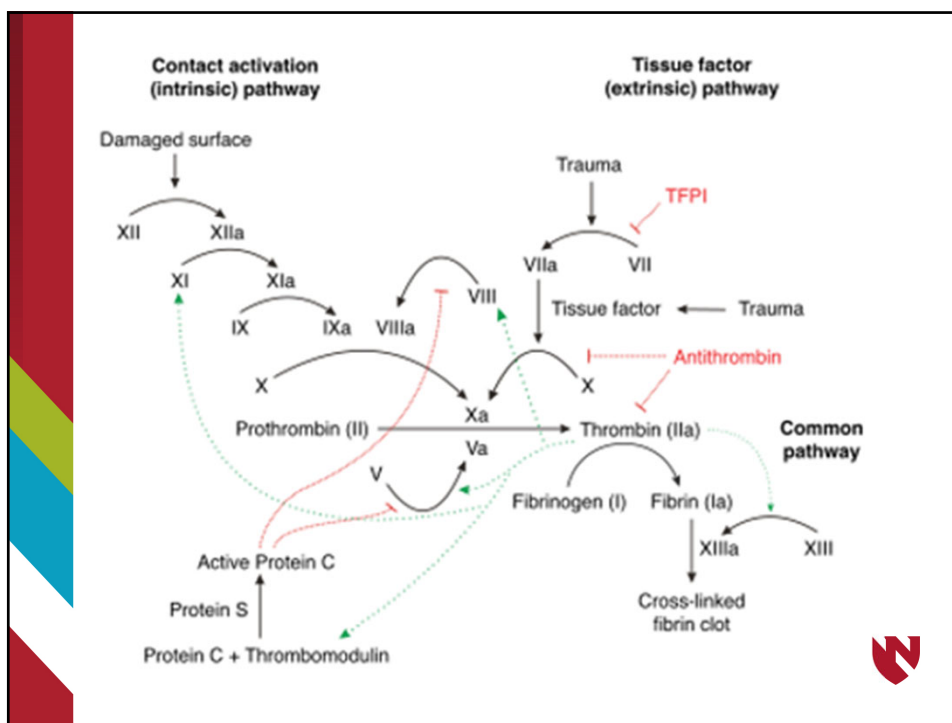 Contact activation
(intrinsic) pathway
Tissue factor
(extrinsic) pathway
Damaged surface
Trauma
TFPI
XII
XIIa
VIIa
VII
XI
XIa
VIII
IX
IXa
VIIIa
Tissue factor
Trauma
X
X
Antithrombin
Xa
Prothrombin (II)
Thrombin (IIa)
Common
pathway
Va
V
Fibrinogen (I)
Fibrin (Ia)
XIIIa
XIII
Active Protein C
Protein S
Cross-linked
fibrin clot
Protein C + Thrombomodulin
N